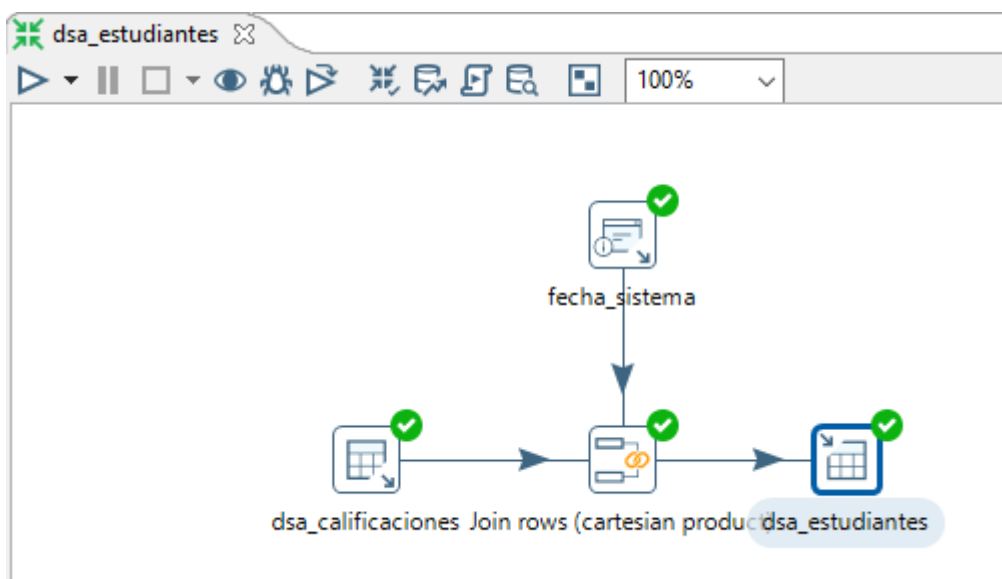 dsa_estudiantes
100%
fecha_sistema
dsa_calificaciones Join rows (cartesian product dsa_estudiantes